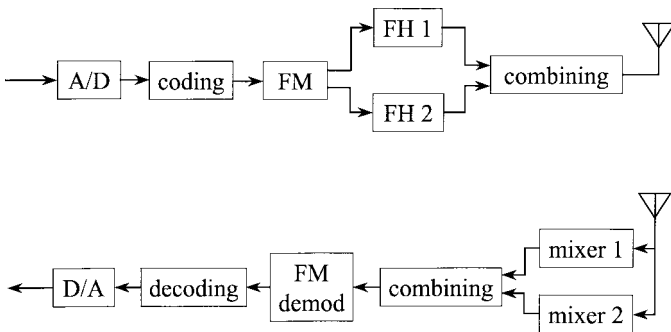 A/D
coding
FM
FH 1
FH 2
combining
D/A
decoding
FM
demod
combining
mixer 1
mixer 2